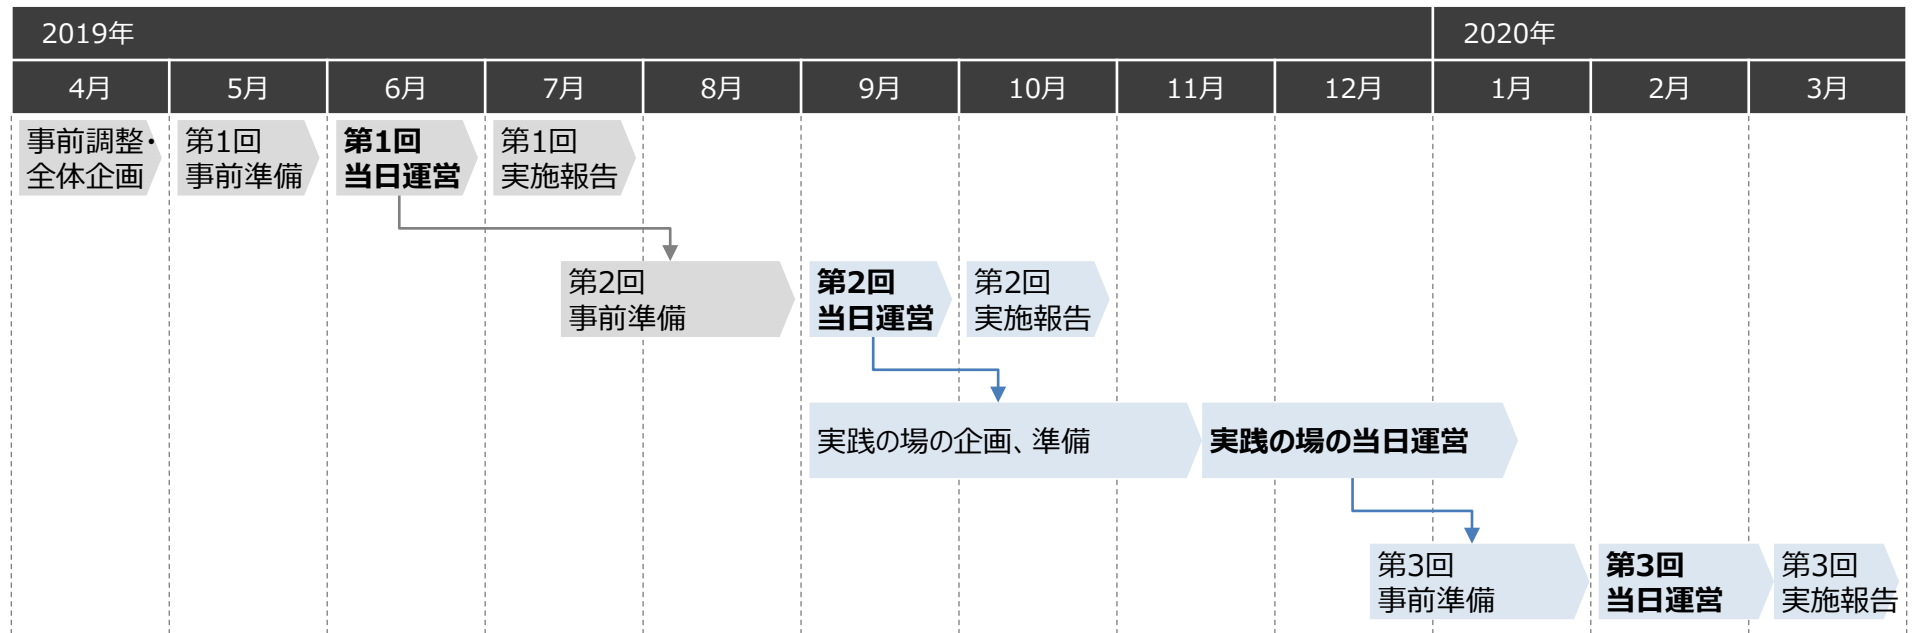 2019年
2020年
4月
5月
6月
7月
8月
9月
10月
11月
12月
1月
2月
3月
事前調整・
全体企画
第1回
事前準備
第1回
当日運営
第1回
実施報告
第2回
事前準備
第2回
当日運営
第2回
実施報告
実践の場の企画、準備
実践の場の当日運営
第3回
事前準備
第3回
当日運営
第3回
実施報告